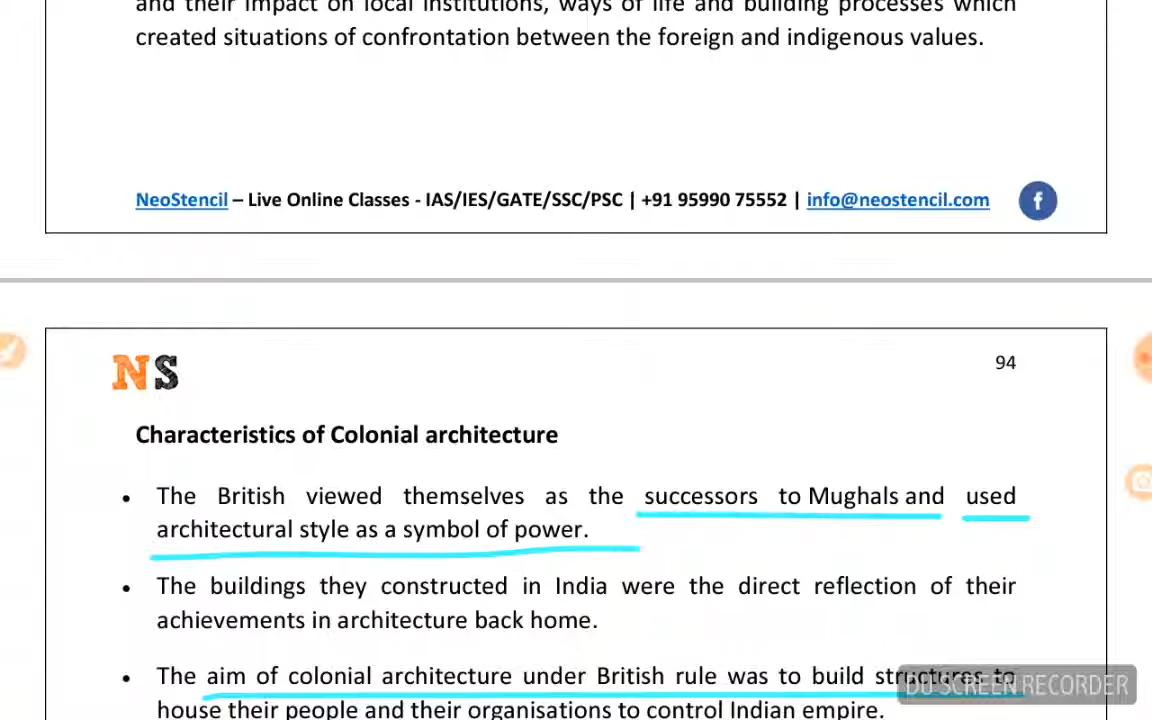 and their impact on local institutions, ways of life and building processes which
created situations of confrontation between the foreign and indigenous values.
NeoStencil – Live Online Classes - IAS/IES/GATE/SSC/PSC | +91 95990 75552 | info@neostencil.com
f
NS
94
Characteristics of Colonial architecture
• The British viewed themselves as the successors to Mughals and used
architectural style as a symbol of power.
• The buildings they constructed in India were the direct reflection of their
achievements in architecture back home.
• The aim of colonial architecture under British rule was to build structures to
DU SCREEN RECORDER
house their people and their organisations to control Indian empire.